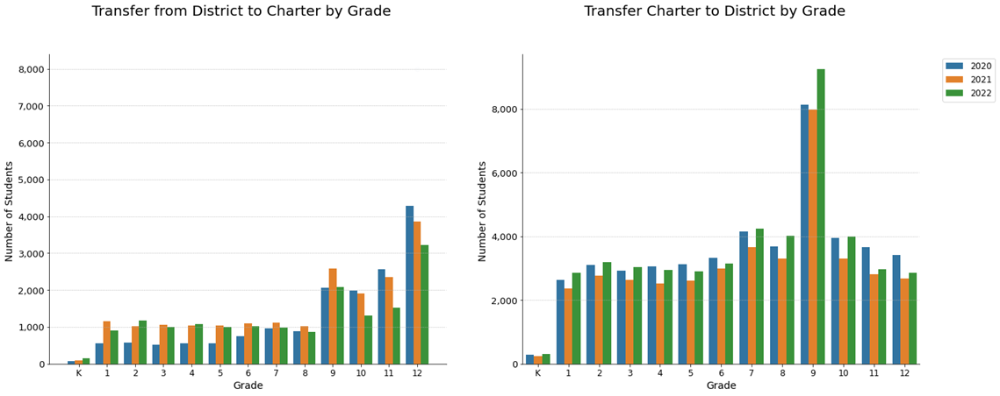 Transfer from District to Charter by Grade
Transfer Charter to District by Grade
8,000
7,000
6,000
5,000
4,000
3,000
2,000
1,000
0
Number of Students
K 1 2 3 4 5 6 7 8 9 10 11 12
Grade
8,000
6,000
4,000
2,000
0
Number of Students
K 1 2 3 4 5 6 7 8 9 10 11 12
Grade
2020
2021
2022